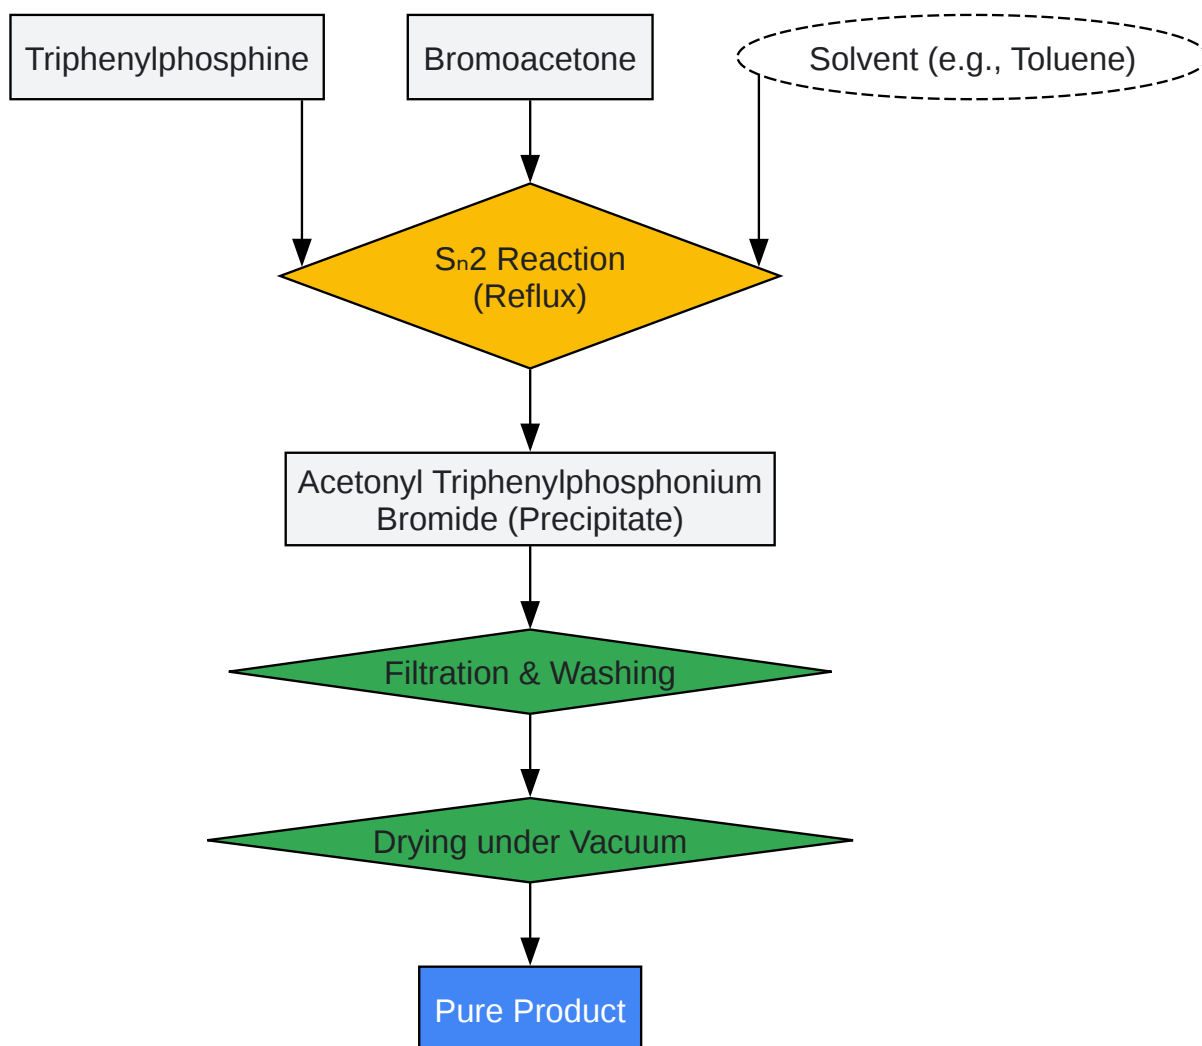 Triphenylphosphine
Bromoacetone
Solvent (e.g., Toluene)
Sₙ2 Reaction
(Reflux)
Acetonyl Triphenylphosphonium
Bromide (Precipitate)
Filtration & Washing
Drying under Vacuum
Pure Product